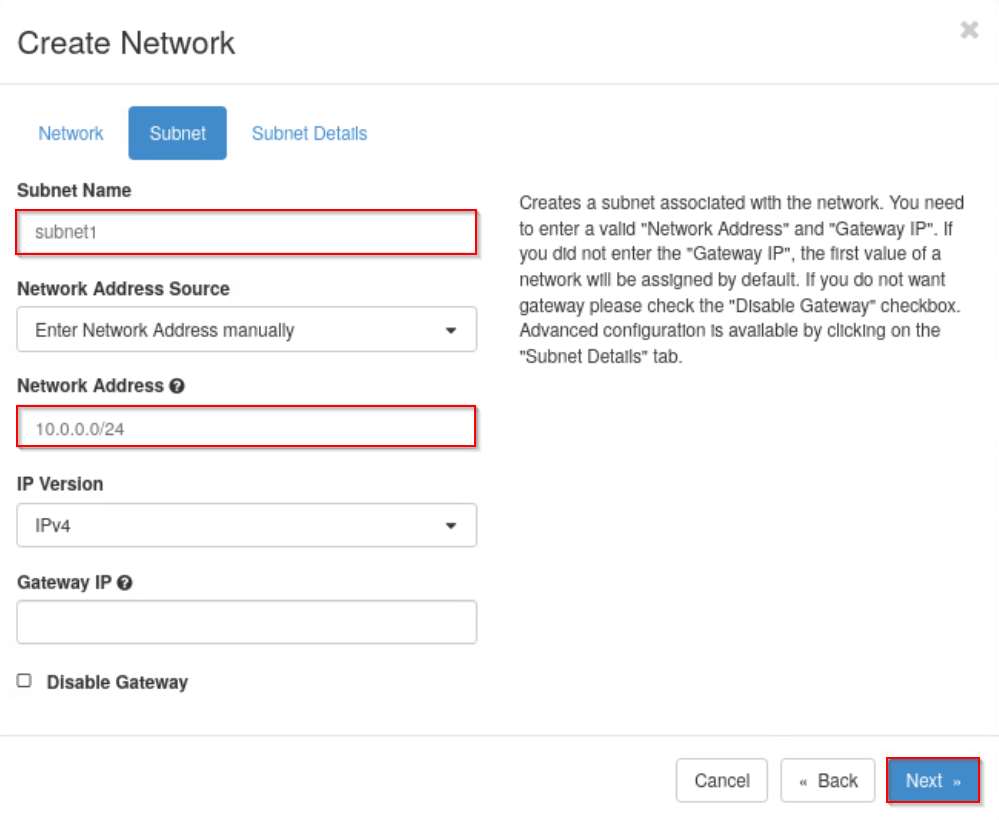 Create Network
×
Network Subnet Subnet Details
Subnet Name
subnet1
Network Address Source
Enter Network Address manually
Network Address ?
10.0.0.0/24
IP Version
IPv4
Gateway IP ?
Disable Gateway
Creates a subnet associated with the network. You need
to enter a valid "Network Address" and "Gateway IP". If
you did not enter the "Gateway IP", the first value of a
network will be assigned by default. If you do not want
gateway please check the "Disable Gateway" checkbox.
Advanced configuration is available by clicking on the
"Subnet Details" tab.
Cancel « Back Next »